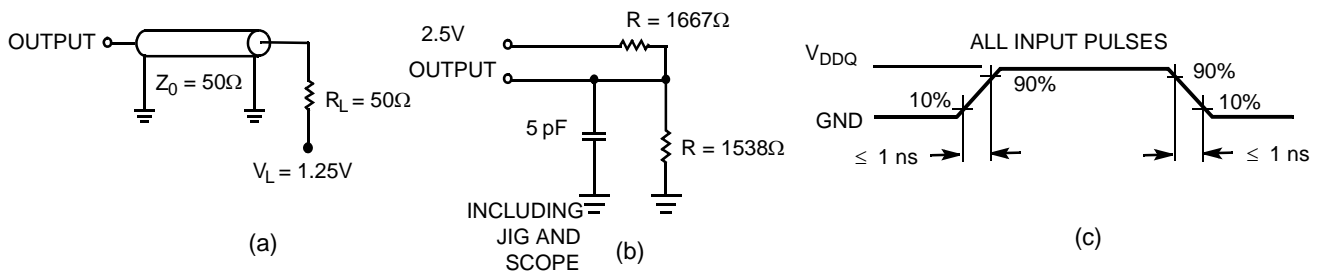 OUTPUT
Z0 = 50Ω
RL = 50Ω
VL = 1.25V
(a)
R = 1667Ω
2.5V
OUTPUT
5 pF
R = 1538Ω
INCLUDING
JIG AND
SCOPE
(b)
ALL INPUT PULSES
VDDQ
90%
90%
10%
10%
GND
≤ 1 ns
≤ 1 ns
(c)